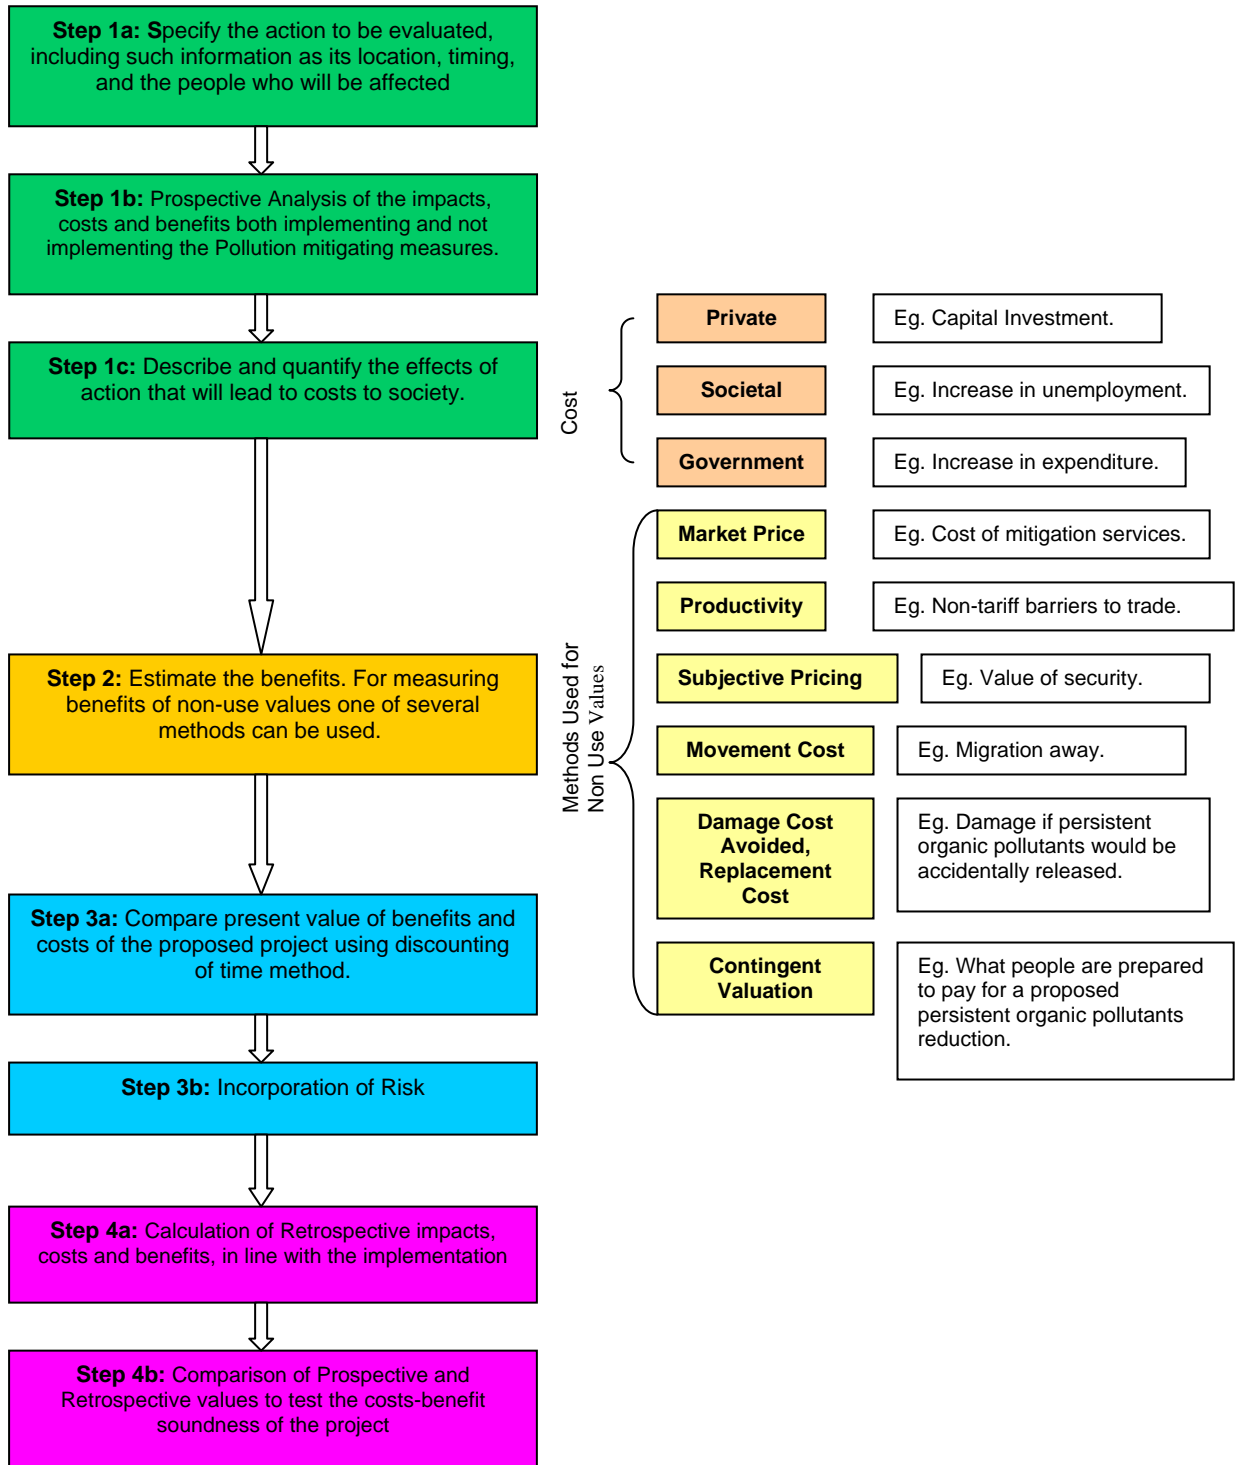 Step 1a: Specify the action to be evaluated,
including such information as its location, timing,
and the people who will be affected
Step 1b: Prospective Analysis of the impacts,
costs and benefits both implementing and not
implementing the Pollution mitigating measures.
Step 1c: Describe and quantify the effects of
action that will lead to costs to society.
Step 2: Estimate the benefits. For measuring
benefits of non-use values one of several
methods can be used.
Step 3a: Compare present value of benefits and
costs of the proposed project using discounting
of time method.
Step 3b: Incorporation of Risk
Step 4a: Calculation of Retrospective impacts,
costs and benefits, in line with the implementation
Step 4b: Comparison of Prospective and
Retrospective values to test the costs-benefit
soundness of the project
Cost
Private
Eg. Capital Investment.
Societal
Eg. Increase in unemployment.
Government
Eg. Increase in expenditure.
Methods Used for
Non Use Values
Market Price
Eg. Cost of mitigation services.
Productivity
Eg. Non-tariff barriers to trade.
Subjective Pricing
Eg. Value of security.
Movement Cost
Eg. Migration away.
Damage Cost
Avoided,
Replacement
Cost
Eg. Damage if persistent
organic pollutants would be
accidentally released.
Contingent
Valuation
Eg. What people are prepared
to pay for a proposed
persistent organic pollutants
reduction.